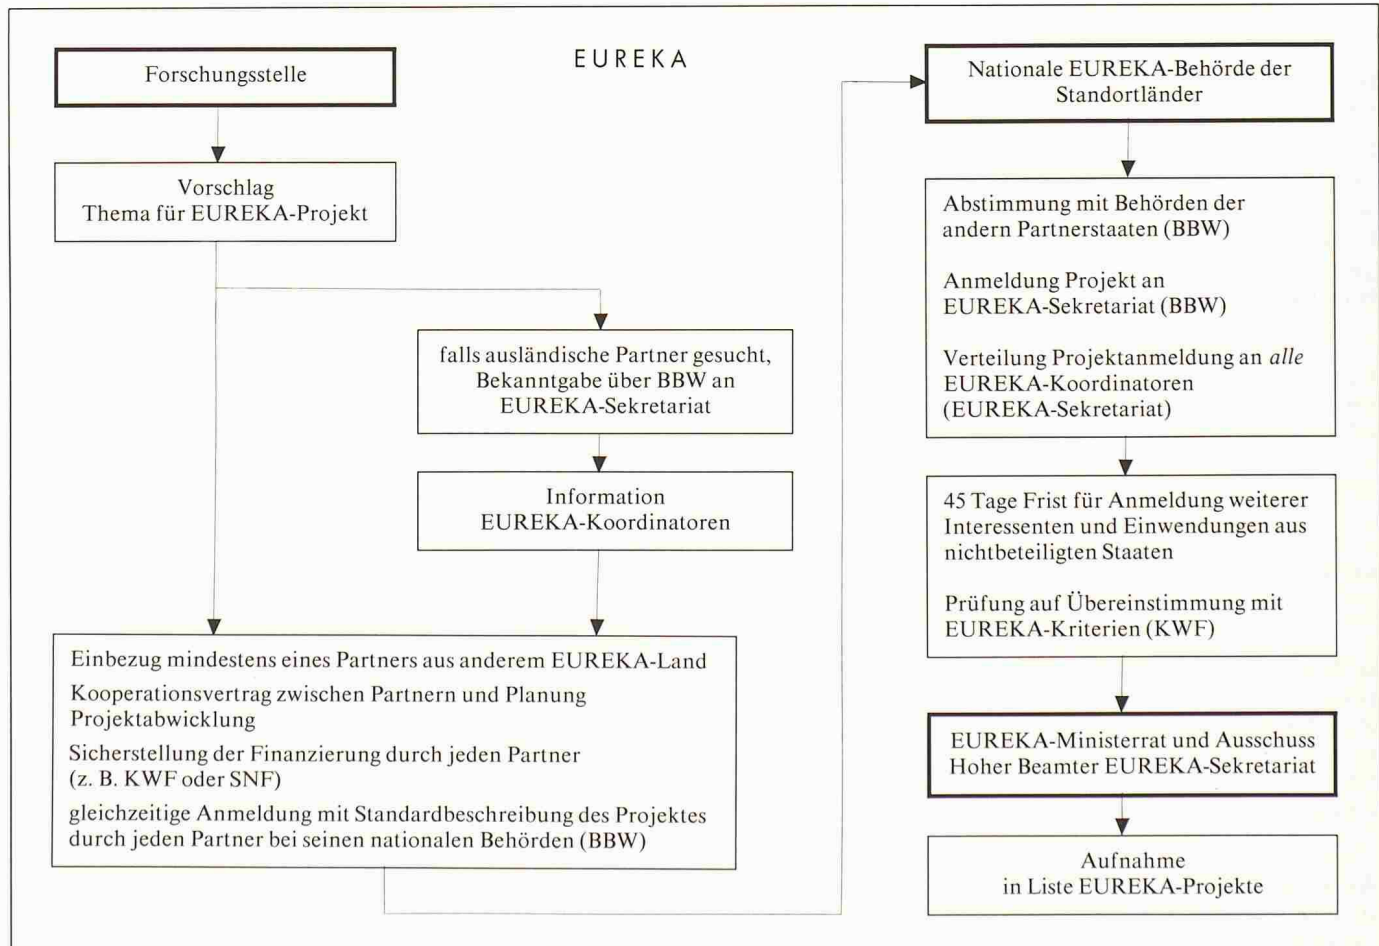 EUREKA
Forschungsstelle
Vorschlag
Thema für EUREKA-Projekt
falls ausländische Partner gesucht,
Bekanntgabe über BBW an
EUREKA-Sekretariat
Information
EUREKA-Koordinatoren
Einbezug mindestens eines Partners aus anderem EUREKA-Land
Kooperationsvertrag zwischen Partnern und Planung
Projektabwicklung
Sicherstellung der Finanzierung durch jeden Partner
(z. B. KWF oder SNF)
gleichzeitige Anmeldung mit Standardbeschreibung des Projektes
durch jeden Partner bei seinen nationalen Behörden (BBW)
Nationale EUREKA-Behörde der
Standortländer
Abstimmung mit Behörden der
andern Partnerstaaten (BBW)
Anmeldung Projekt an
EUREKA-Sekretariat (BBW)
Verteilung Projektanmeldung an alle
EUREKA-Koordinatoren
(EUREKA-Sekretariat)
45 Tage Frist für Anmeldung weiterer
Interessenten und Einwendungen aus
nichtbeteiligten Staaten
Prüfung auf Übereinstimmung mit
EUREKA-Kriterien (KWF)
EUREKA-Ministerrat und Ausschuss
Hoher Beamter EUREKA-Sekretariat
Aufnahme
in Liste EUREKA-Projekte